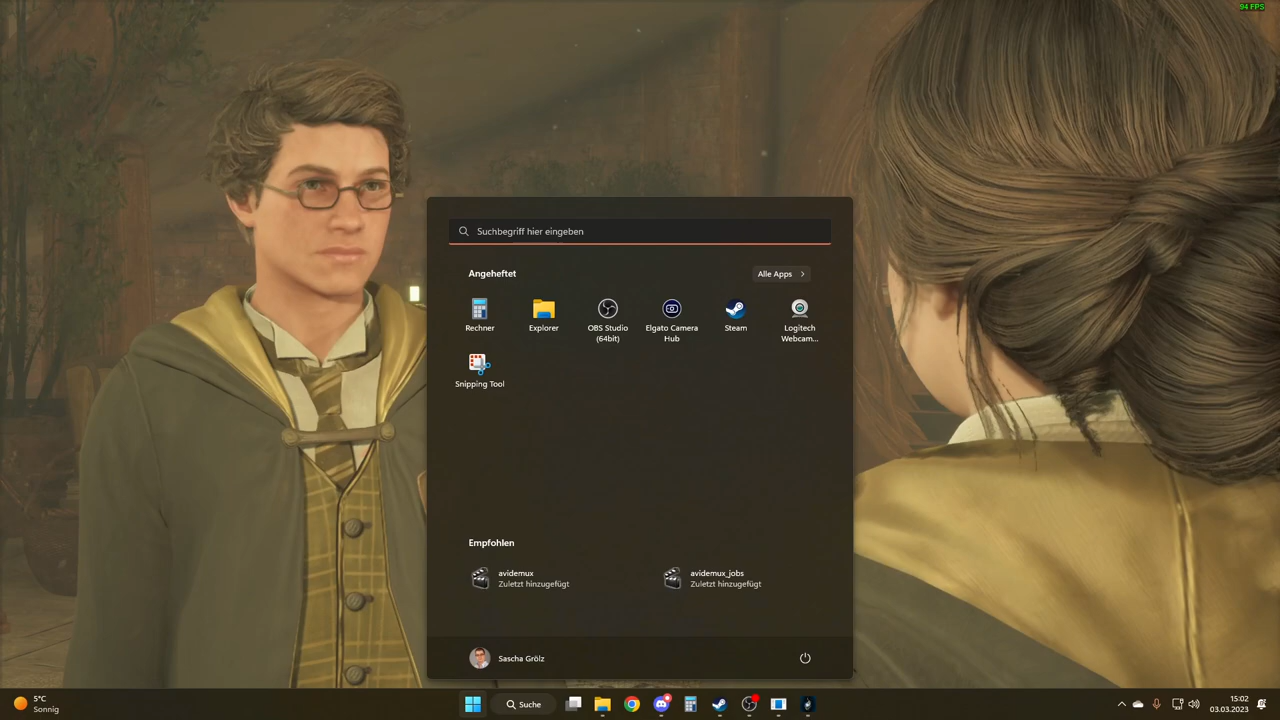 94 FPS
Suchbegriff hier eingeben
Angeheftet
Alle Apps
Rechner
Explorer
OBS Studio
(64bit)
Elgato Camera
Hub
Steam
Logitech
Webcam...
Snipping Tool
Empfohlen
avidemux
Zuletzt hinzugefügt
avidemux_jobs
Zuletzt hinzugefügt
Sascha Grölz
5°C
Sonnig
Suche
15:02
03.03.2023